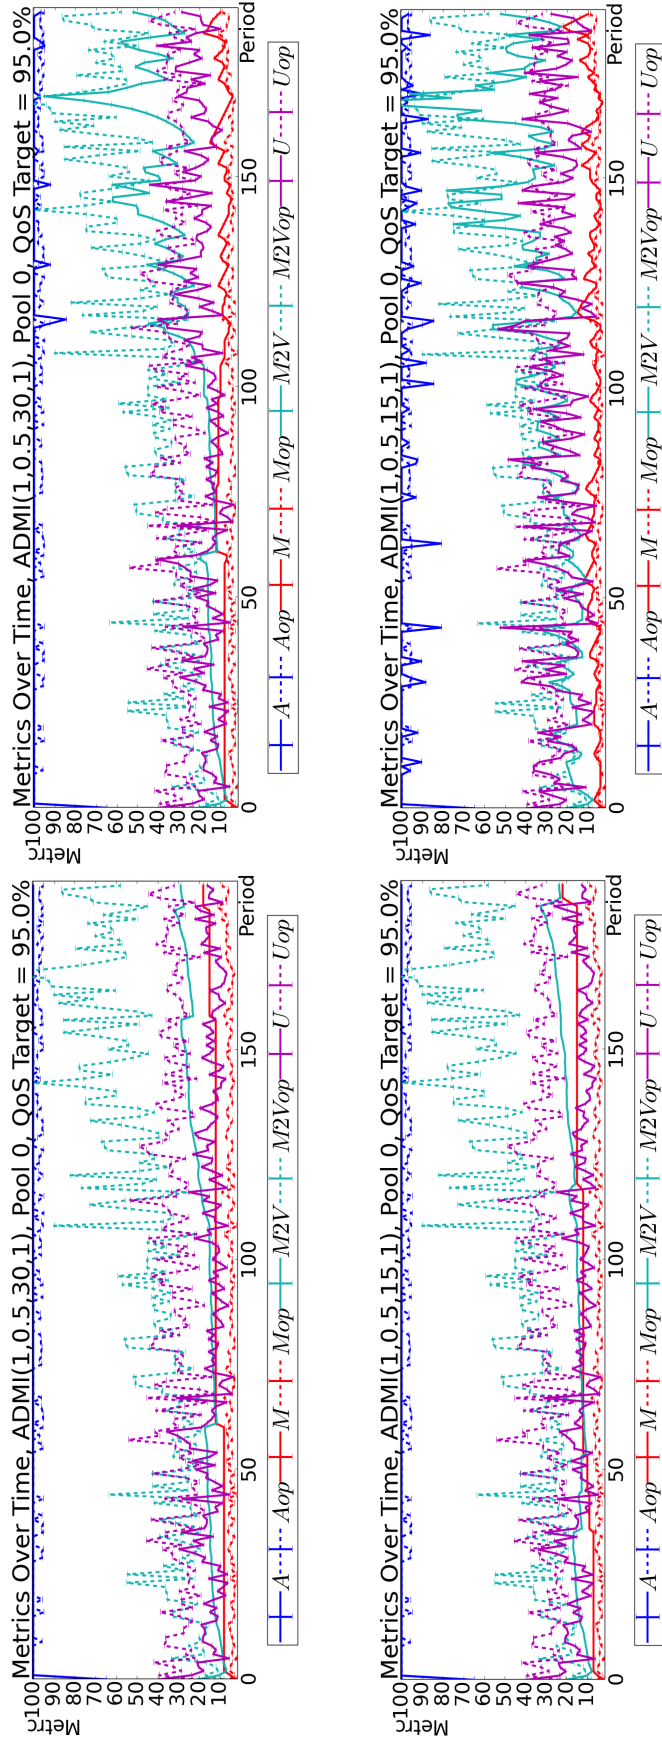 Metrics Over Time, ADMI(1,0.5,30,1), Pool 0, QoS Target = 95.0%
Metrc
100
90
80
70
60
50
40
30
20
10
0 50 100 150 Period
A Aop M Mop M2V M2Vop U Uop
Metrics Over Time, ADMI(1,0.5,30,1), Pool 0, QoS Target = 95.0%
Metrc
100
90
80
70
60
50
40
30
20
10
0 50 100 150 Period
A Aop M Mop M2V M2Vop U Uop
Metrics Over Time, ADMI(1,0.5,15,1), Pool 0, QoS Target = 95.0%
Metrc
100
90
80
70
60
50
40
30
20
10
0 50 100 150 Period
A Aop M Mop M2V M2Vop U Uop
Metrics Over Time, ADMI(1,0.5,15,1), Pool 0, QoS Target = 95.0%
Metrc
100
90
80
70
60
50
40
30
20
10
0 50 100 150 Period
A Aop M Mop M2V M2Vop U Uop